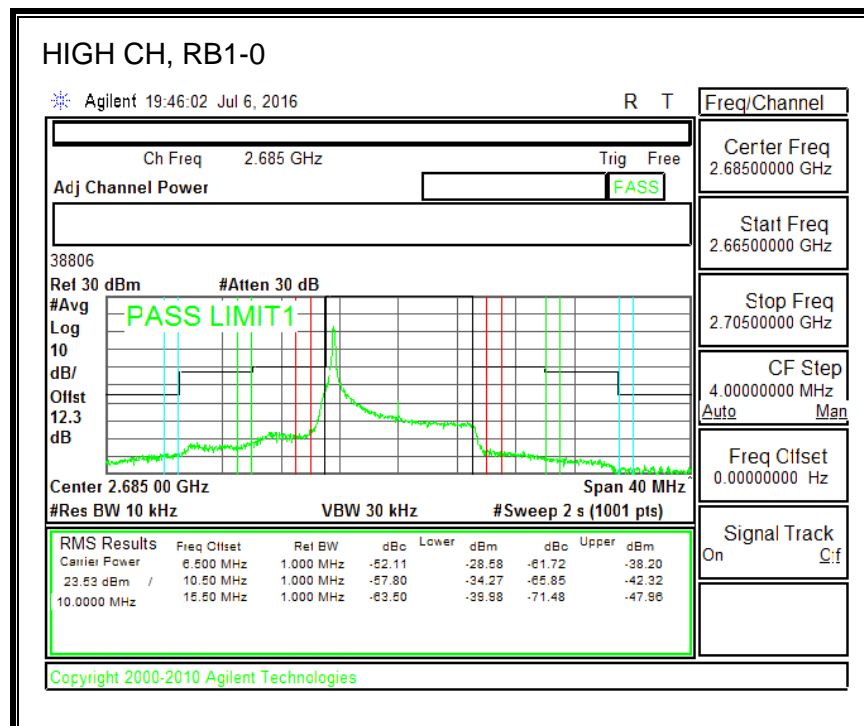 HIGH CH, RB1-0
Agilent 19:46:02 Jul 6, 2016 R T
Freq/Channel
Ch Freq 2.685 GHz Trig Free
Adj Channel Power PASS
Center Freq
2.68500000 GHz
Start Freq
2.66500000 GHz
Stop Freq
2.70500000 GHz
CF Step
4.00000000 MHz
Auto Man
Freq Offset
0.00000000 Hz
Signal Track
On Off
38806
Ref 30 dBm #Atten 30 dB
#Avg
Log
10
dB/
Offst
12.3
dB
PASS LIMIT1
Center 2.685 00 GHz Span 40 MHz
#Res BW 10 kHz VBW 30 kHz #Sweep 2 s (1001 pts)
RMS Results Freq Offset Ref BW dBc Lower dBm dBc Upper dBm
Carrier Power 6.500 MHz 1.000 MHz -52.11 -28.58 -61.72 -38.20
23.53 dBm / 10.50 MHz 1.000 MHz -57.80 -34.27 -65.85 -42.32
10.0000 MHz 15.50 MHz 1.000 MHz -63.50 -39.98 -71.48 -47.96
Copyright 2000-2010 Agilent Technologies